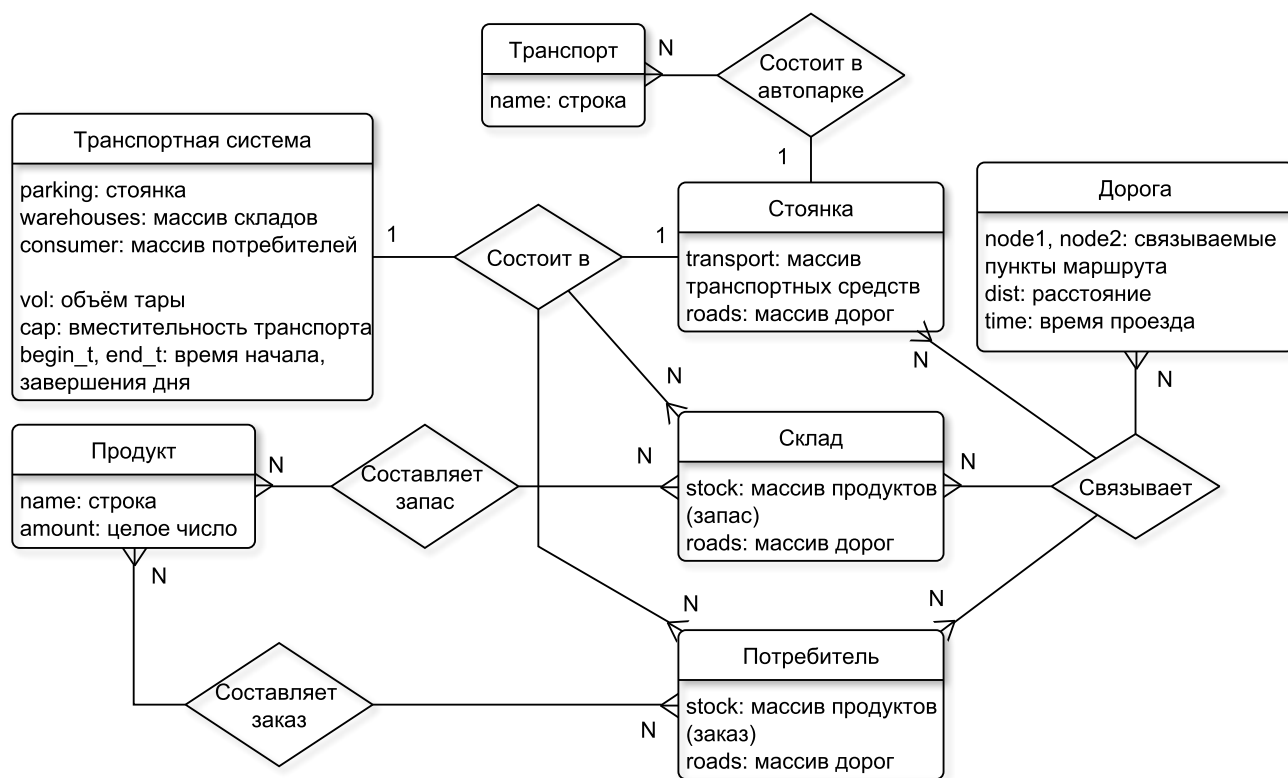 Транспорт
name: строка
N
Состоит в
автопарке
1
Транспортная система
parking: стоянка
warehouses: массив складов
consumer: массив потребителей
vol: объём тары
cap: вместительность транспорта
begin_t, end_t: время начала,
завершения дня
1
Состоит в
1
Стоянка
transport: массив
транспортных средств
roads: массив дорог
N
Дорога
node1, node2: связываемые
пункты маршрута
dist: расстояние
time: время проезда
N
N
Продукт
name: строка
amount: целое число
N
Составляет
запас
N
Склад
stock: массив продуктов
(запас)
roads: массив дорог
N
Связывает
N
N
N
Составляет
заказ
N
Потребитель
stock: массив продуктов
(заказ)
roads: массив дорог